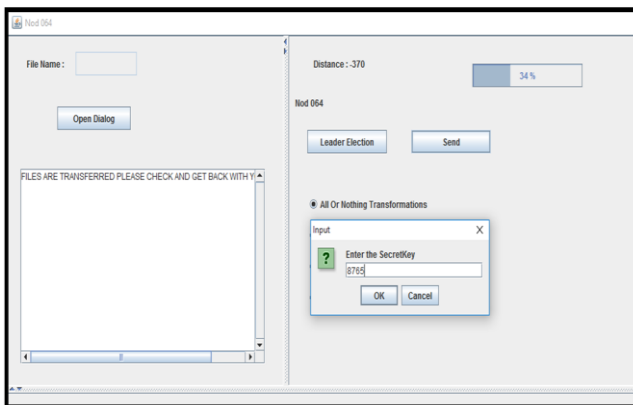 Nod 064
File Name :
Open Dialog
FILES ARE TRANSFERRED PLEASE CHECK AND GET BACK WITH Y
Distance : -370
34 %
Nod 064
Leader Election
Send
All Or Nothing Transformations
Input
X
Enter the SecretKey
8765
OK
Cancel